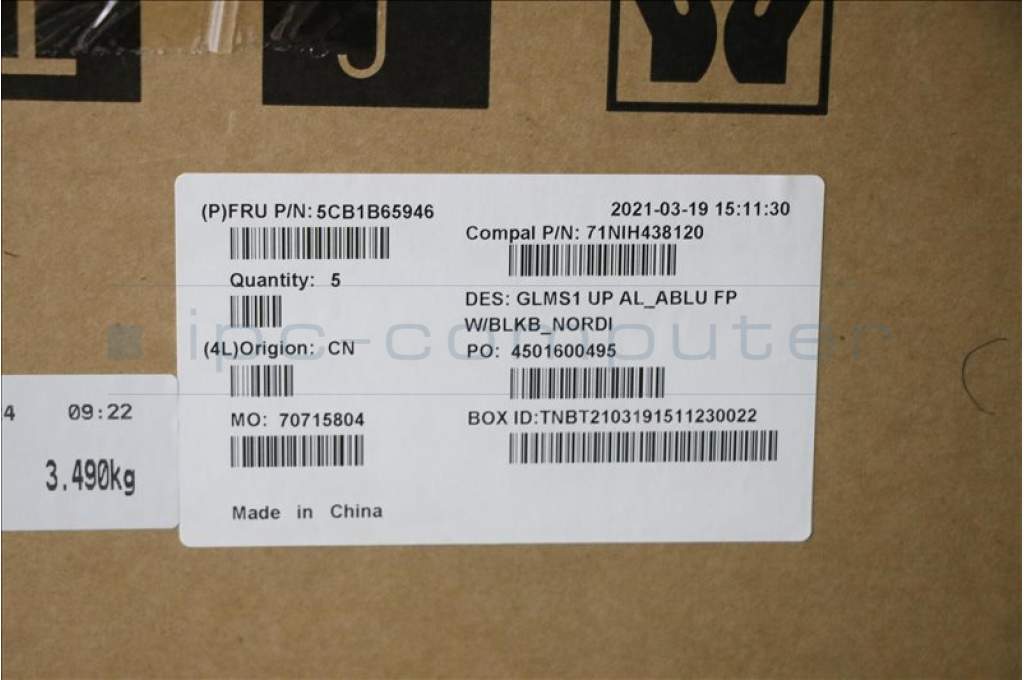 (P)FRU P/N: 5CB1B65946
2021-03-19 15:11:30
Compal P/N: 71NIH438120
Quantity: 5
DES: GLMS1 UP AL_ABLU FP
W/BLKB_NORDI
(4L)Origion: CN
PO: 4501600495
MO: 70715804
BOX ID:TNBT2103191511230022
Made in China
4 09:22
3.490kg
ipc-computer